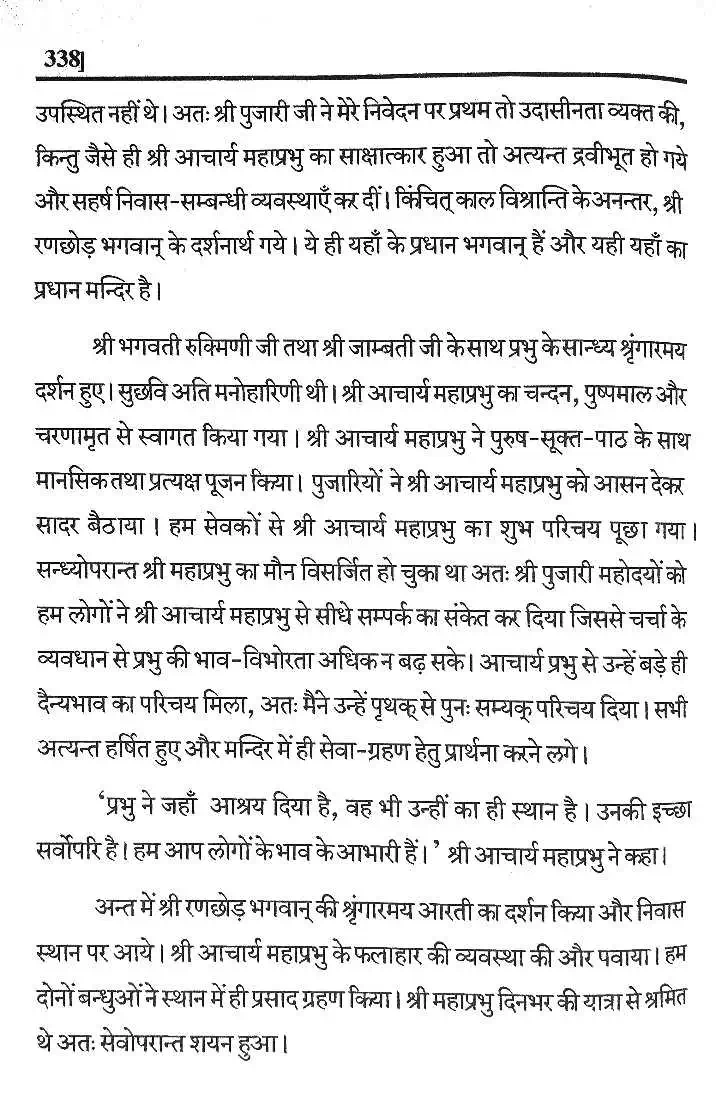 338]
उपस्थित नहीं थे। अतः श्री पुजारी जी ने मेरे निवेदन पर प्रथम तो उदासीनता व्यक्त की,
किन्तु जैसे ही श्री आचार्य महाप्रभु का साक्षात्कार हुआ तो अत्यन्त द्रवीभूत हो गये
और सहर्ष निवास-सम्बन्धी व्यवस्थाएँ कर दीं। किंचित् काल विश्रान्ति के अनन्तर, श्री
रणछोड़ भगवान् के दर्शनार्थ गये। ये ही यहाँ के प्रधान भगवान् हैं और यही यहाँ का
प्रधान मन्दिर है।
श्री भगवती रुक्मिणी जी तथा श्री जाम्बती जी के साथ प्रभु के सान्ध्य श्रृंगारमय
दर्शन हुए। सुछवि अति मनोहारिणी थी। श्री आचार्य महाप्रभु का चन्दन, पुष्पमाल और
चरणामृत से स्वागत किया गया। श्री आचार्य महाप्रभु ने पुरुष-सूक्त-पाठ के साथ
मानसिक तथा प्रत्यक्ष पूजन किया। पुजारियों ने श्री आचार्य महाप्रभु को आसन देकर
सादर बैठाया। हम सेवकों से श्री आचार्य महाप्रभु का शुभ परिचय पूछा गया।
सन्ध्योपरान्त श्री महाप्रभु का मौन विसर्जित हो चुका था अतः श्री पुजारी महोदयों को
हम लोगों ने श्री आचार्य महाप्रभु से सीधे सम्पर्क का संकेत कर दिया जिससे चर्चा के
व्यवधान से प्रभु की भाव-विभोरता अधिक न बढ़ सके। आचार्य प्रभु से उन्हें बड़े ही
दैन्यभाव का परिचय मिला, अतः मैंने उन्हें पृथक् से पुनः सम्यक् परिचय दिया। सभी
अत्यन्त हर्षित हुए और मन्दिर में ही सेवा-ग्रहण हेतु प्रार्थना करने लगे।
'प्रभु ने जहाँ आश्रय दिया है, वह भी उन्हीं का ही स्थान है। उनकी इच्छा
सर्वोपरि है। हम आप लोगों के भाव के आभारी हैं।' श्री आचार्य महाप्रभु ने कहा।
अन्त में श्री रणछोड़ भगवान् की श्रृंगारमय आरती का दर्शन किया और निवास
स्थान पर आये। श्री आचार्य महाप्रभु के फलाहार की व्यवस्था की और पवाया। हम
दोनों बन्धुओं ने स्थान में ही प्रसाद ग्रहण किया। श्री महाप्रभु दिनभर की यात्रा से श्रमित
थे अतः सेवोपरान्त शयन हुआ।